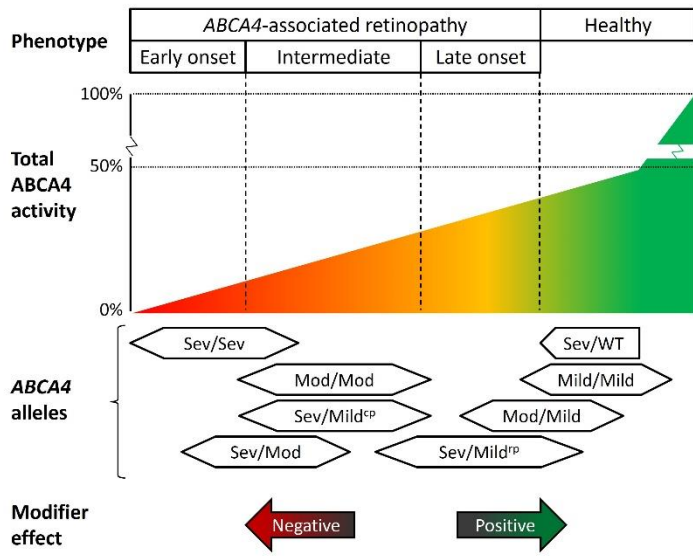 Phenotype
ABCA4-associated retinopathy
Healthy
Early onset
Intermediate
Late onset
100%
Total
ABCA4
activity
50%
0%
ABCA4
alleles
Sev/Sev
Sev/WT
Mod/Mod
Mild/Mild
Sev/Mildᶜᵖ
Mod/Mild
Sev/Mod
Sev/Mildʳᵖ
Modifier
effect
Negative
Positive